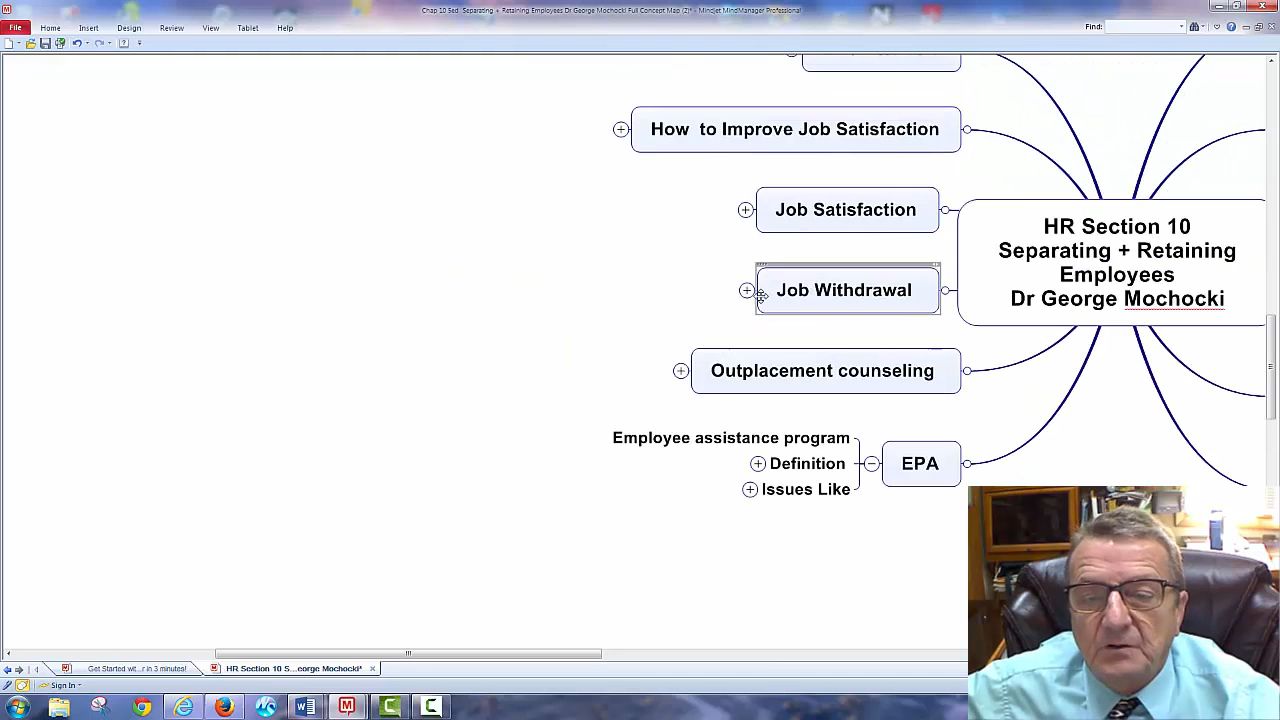 Chap 10 Sed Separating + Retaining Employees Dr George Mochocki Full Concept Map (2)* - Mindjet MindManager Professional
File Home Insert Design Review View Tablet Help
Find:
How to Improve Job Satisfaction
Job Satisfaction
Job Withdrawal
Outplacement counseling
Employee assistance program
Definition
Issues Like
EPA
HR Section 10
Separating + Retaining
Employees
Dr George Mochocki
Get Started wit...r in 3 minutes!
HR Section 10 S...eorge Mochocki*
Sign In